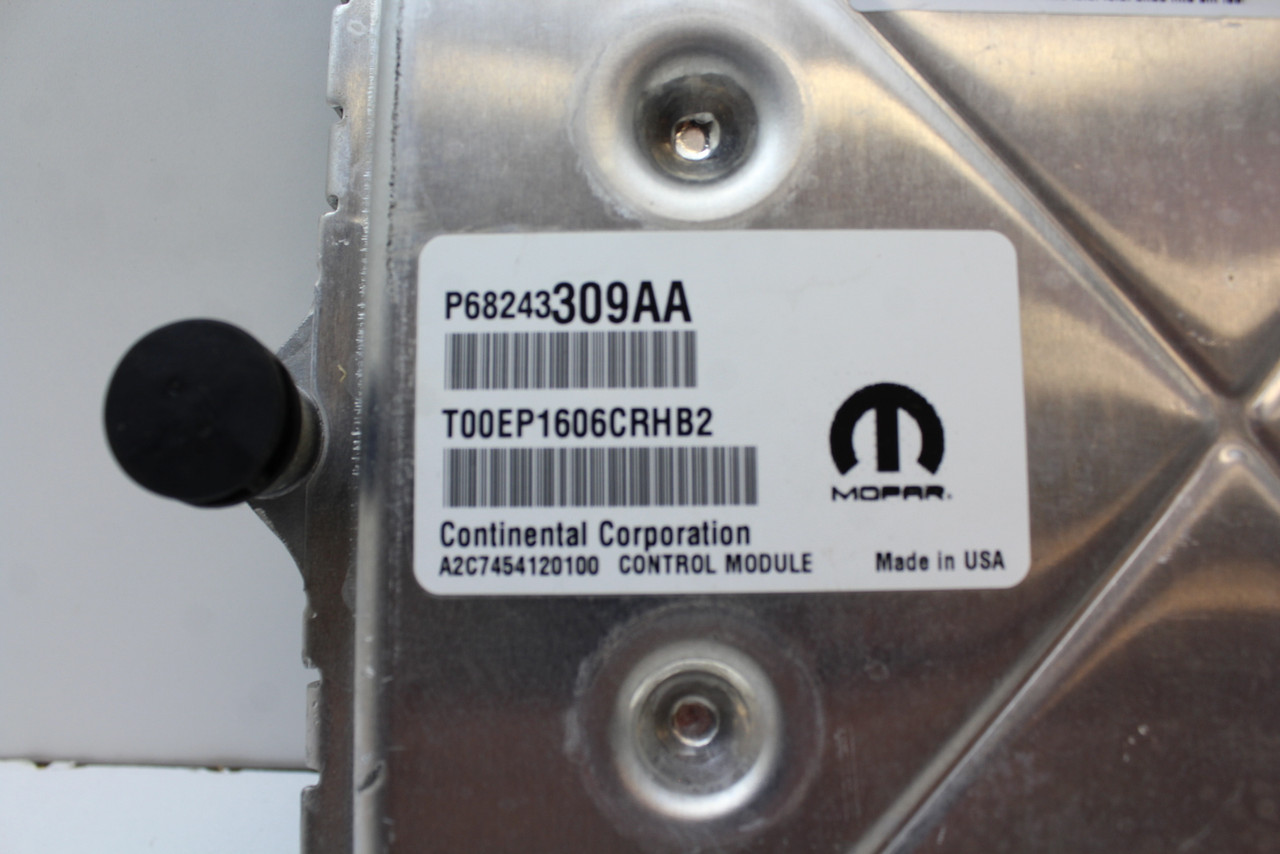 P68243309AA
T00EP1606CRHB2
MOPAR.
Continental Corporation
A2C7454120100 CONTROL MODULE Made in USA